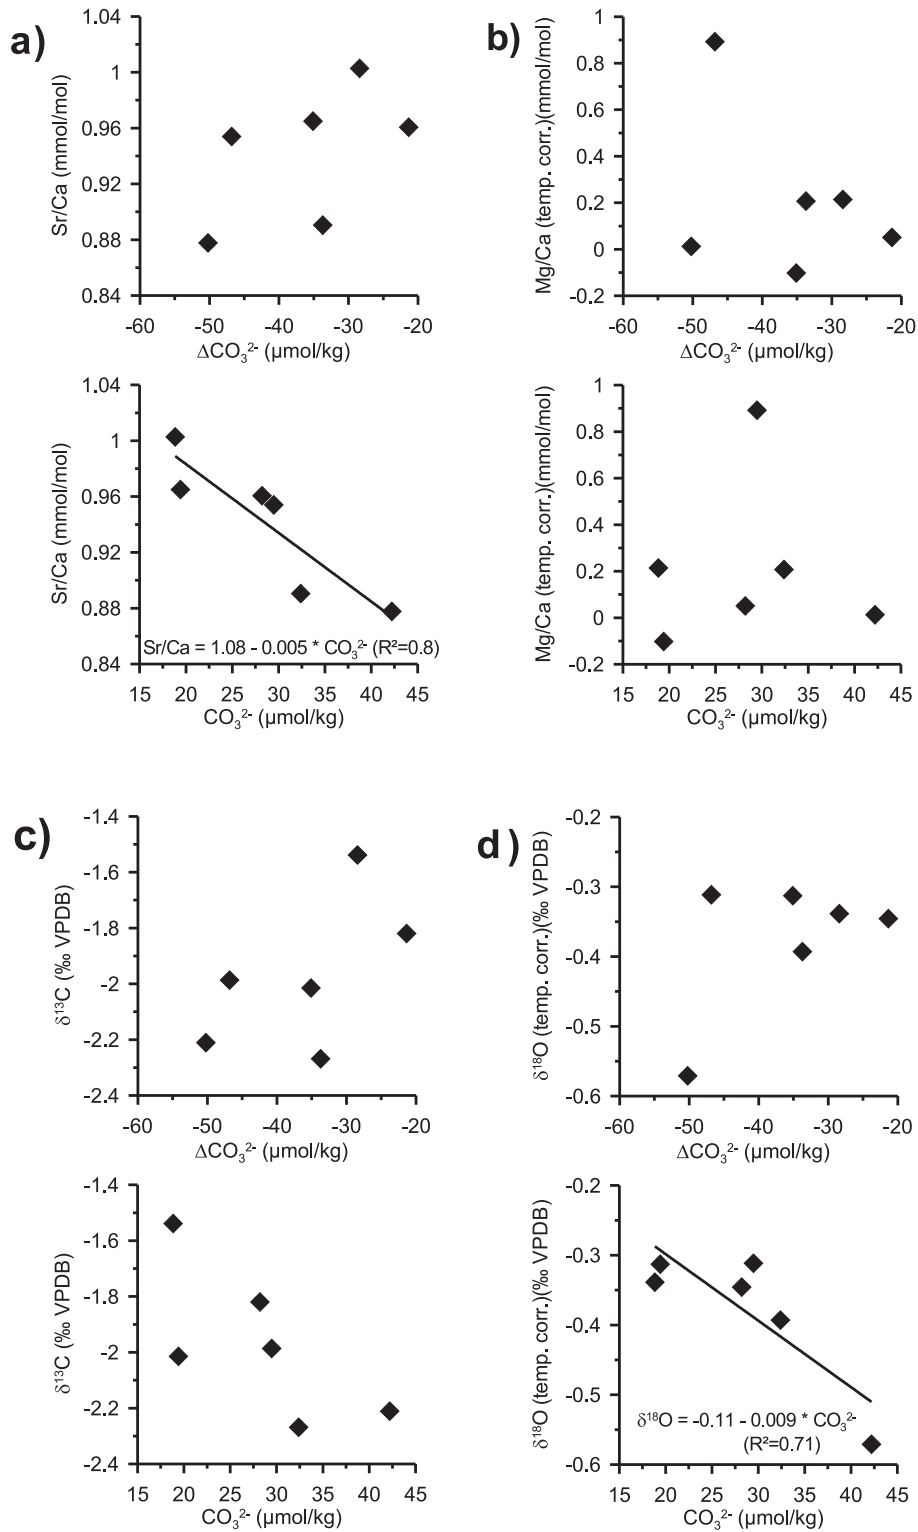 a)
Sr/Ca (mmol/mol)
1.04
1
0.96
0.92
0.88
0.84
-60 -50 -40 -30 -20
ΔCO₃²⁻ (µmol/kg)
b)
Mg/Ca (temp. corr.)(mmol/mol)
1
0.8
0.6
0.4
0.2
0
-0.2
-60 -50 -40 -30 -20
ΔCO₃²⁻ (µmol/kg)
Sr/Ca (mmol/mol)
1.04
1
0.96
0.92
0.88
0.84
Sr/Ca = 1.08 - 0.005 * CO₃²⁻ (R²=0.8)
15 20 25 30 35 40 45
CO₃²⁻ (µmol/kg)
Mg/Ca (temp. corr.)(mmol/mol)
1
0.8
0.6
0.4
0.2
0
-0.2
15 20 25 30 35 40 45
CO₃²⁻ (µmol/kg)
c)
δ¹³C (‰ VPDB)
-1.4
-1.6
-1.8
-2
-2.2
-2.4
-60 -50 -40 -30 -20
ΔCO₃²⁻ (µmol/kg)
d)
δ¹⁸O (temp. corr.)(‰ VPDB)
-0.2
-0.3
-0.4
-0.5
-0.6
-60 -50 -40 -30 -20
ΔCO₃²⁻ (µmol/kg)
δ¹³C (‰ VPDB)
-1.4
-1.6
-1.8
-2
-2.2
-2.4
15 20 25 30 35 40 45
CO₃²⁻ (µmol/kg)
δ¹⁸O (temp. corr.)(‰ VPDB)
-0.2
-0.3
-0.4
-0.5
-0.6
δ¹⁸O = -0.11 - 0.009 * CO₃²⁻
(R²=0.71)
15 20 25 30 35 40 45
CO₃²⁻ (µmol/kg)